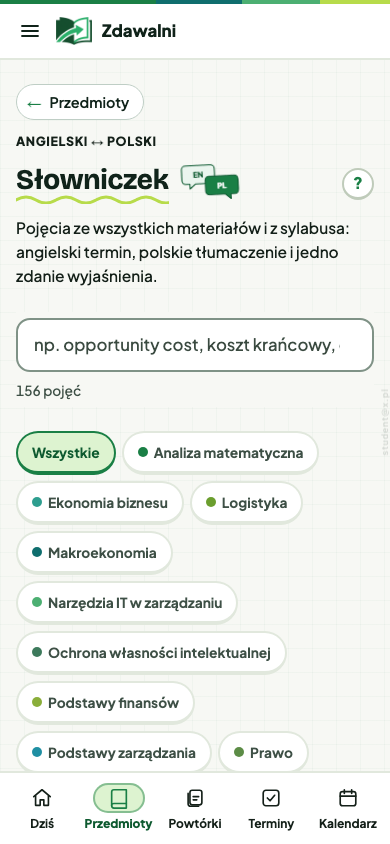 Zdawalni
← Przedmioty
ANGIELSKI ↔ POLSKI
Słowniczek
EN
PL
?
Pojęcia ze wszystkich materiałów i z sylabusa:
angielski termin, polskie tłumaczenie i jedno
zdanie wyjaśnienia.
np. opportunity cost, koszt krańcowy,
156 pojęć
student@z.pl
Wszystkie
Analiza matematyczna
Ekonomia biznesu
Logistyka
Makroekonomia
Narzędzia IT w zarządzaniu
Ochrona własności intelektualnej
Podstawy finansów
Podstawy zarządzania
Prawo
Dziś
Przedmioty
Powtórki
Terminy
Kalendarz